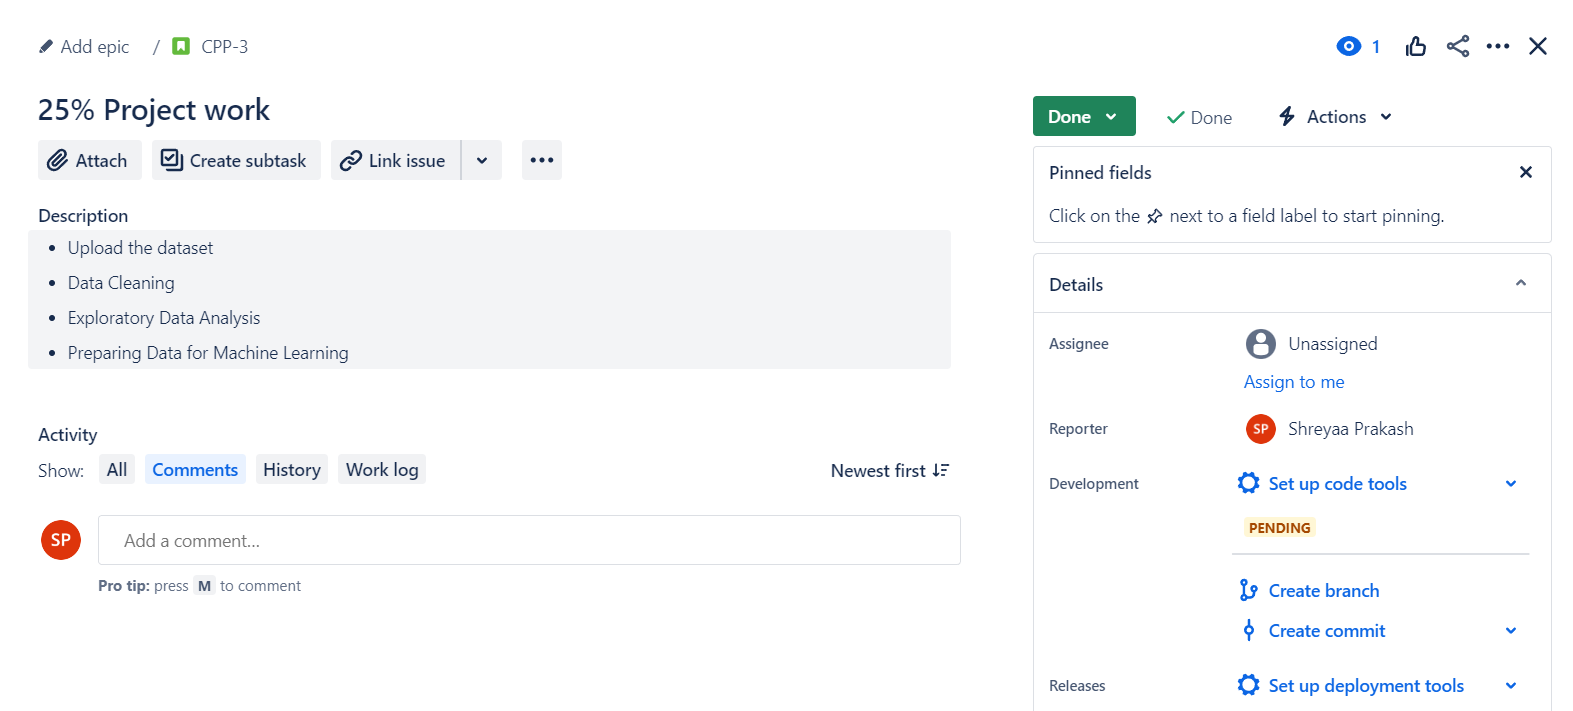 Add epic / CPP-3
1
25% Project work
Attach
Create subtask
Link issue
Description
• Upload the dataset
• Data Cleaning
• Exploratory Data Analysis
• Preparing Data for Machine Learning
Activity
Show: All Comments History Work log
Newest first
SP
Add a comment...
Pro tip: press M to comment
Done
Done
Actions
Pinned fields
Click on the next to a field label to start pinning.
Details
Assignee
Unassigned
Assign to me
Reporter
SP
Shreyaa Prakash
Development
Set up code tools
PENDING
Create branch
Create commit
Releases
Set up deployment tools